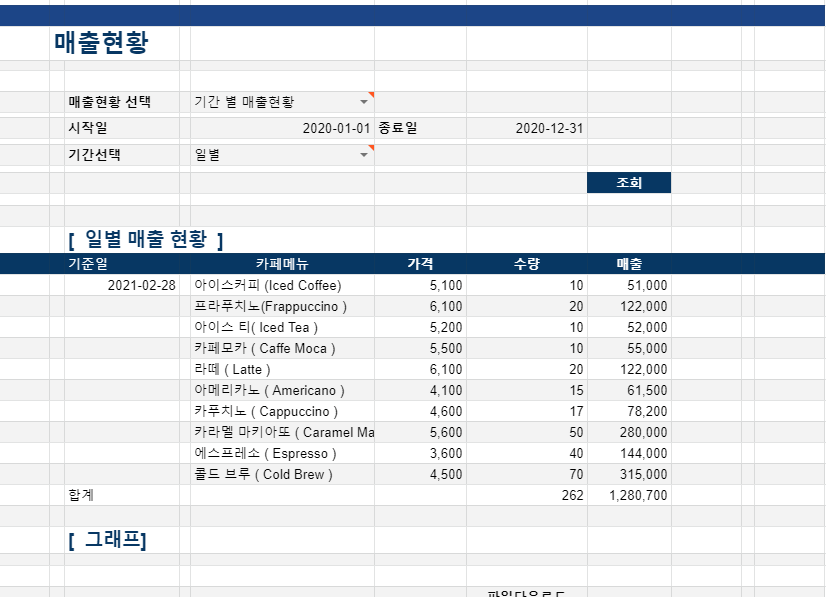 매출현황
매출현황 선택 기간 별 매출현황
시작일 2020-01-01 종료일 2020-12-31
기간선택 일별
조회
[ 일별 매출 현황 ]
기준일 카페메뉴 가격 수량 매출
2021-02-28 아이스커피 (Iced Coffee) 5,100 10 51,000
프라푸치노(Frappuccino ) 6,100 20 122,000
아이스 티( Iced Tea ) 5,200 10 52,000
카페모카 ( Caffe Moca ) 5,500 10 55,000
라떼 ( Latte ) 6,100 20 122,000
아메리카노 ( Americano ) 4,100 15 61,500
카푸치노 ( Cappuccino ) 4,600 17 78,200
카라멜 마키아또 ( Caramel Ma 5,600 50 280,000
에스프레소 ( Espresso ) 3,600 40 144,000
콜드 브루 ( Cold Brew ) 4,500 70 315,000
합계 262 1,280,700
[ 그래프]